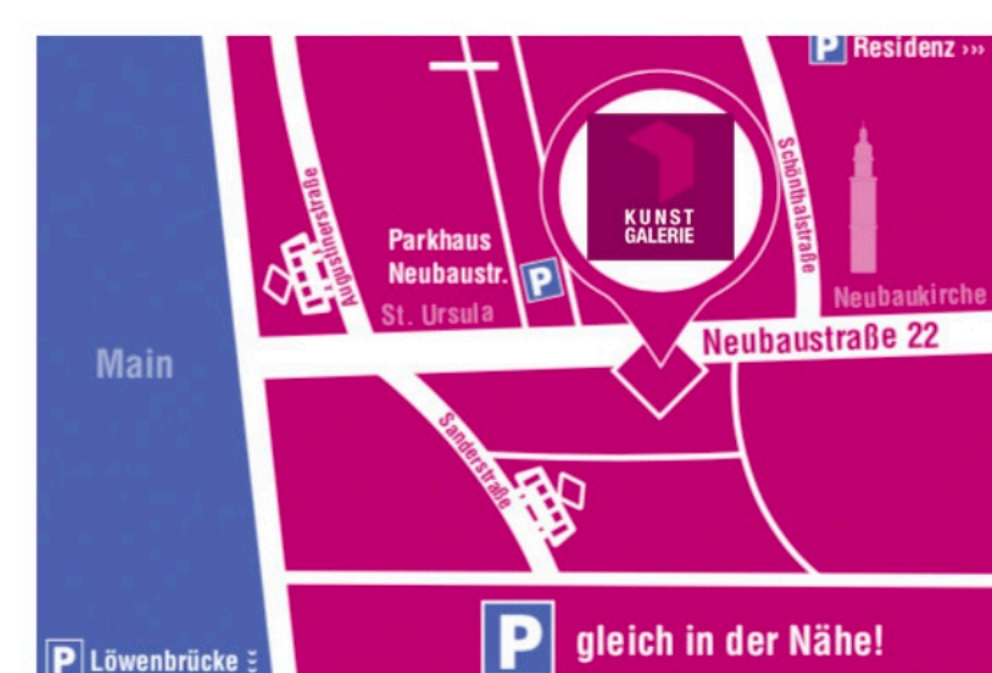 P Residenz ›››
Augustinerstraße
Schönthalstraße
KUNST
GALERIE
Parkhaus
Neubaustr. P
St. Ursula
Neubaukirche
Neubaustraße 22
Main
Sanderstraße
P gleich in der Nähe!
P Löwenbrücke ‹‹‹